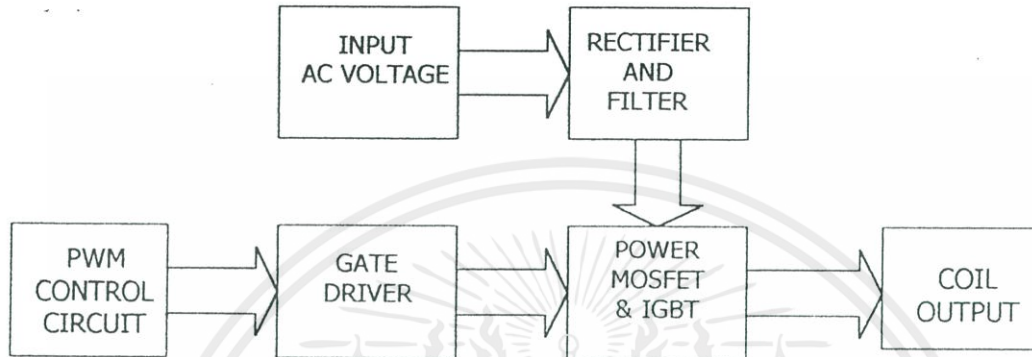 INPUT
AC VOLTAGE
RECTIFIER
AND
FILTER
PWM
CONTROL
CIRCUIT
GATE
DRIVER
POWER
MOSFET
& IGBT
COIL
OUTPUT